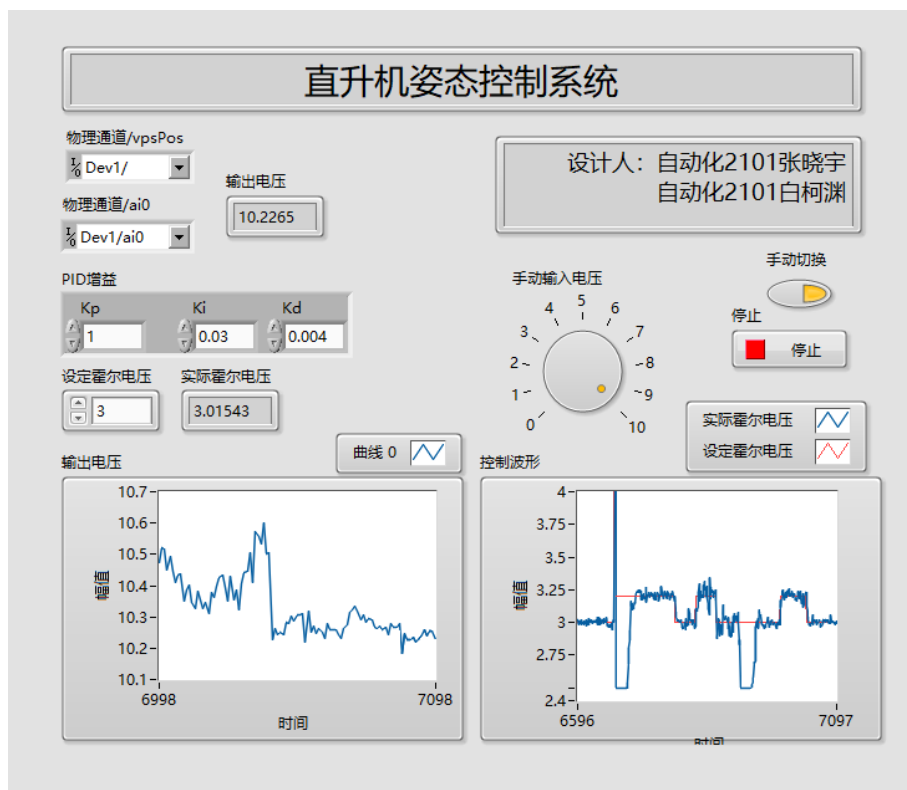 直升机姿态控制系统
物理通道/vpsPos
Dev1/
输出电压
10.2265
物理通道/ai0
Dev1/ai0
设计人：自动化2101张晓宇
自动化2101白柯渊
PID增益
Kp Ki Kd
1 0.03 0.004
手动输入电压
0 1 2 3 4 5 6 7 8 9 10
手动切换
停止
停止
设定霍尔电压 实际霍尔电压
3 3.01543
实际霍尔电压
设定霍尔电压
输出电压
曲线 0
10.7
10.6
10.5
10.4
10.3
10.2
10.1
幅值
6998 7098
时间
控制波形
4
3.75
3.5
3.25
3
2.75
2.4
幅值
6596 7097
时间